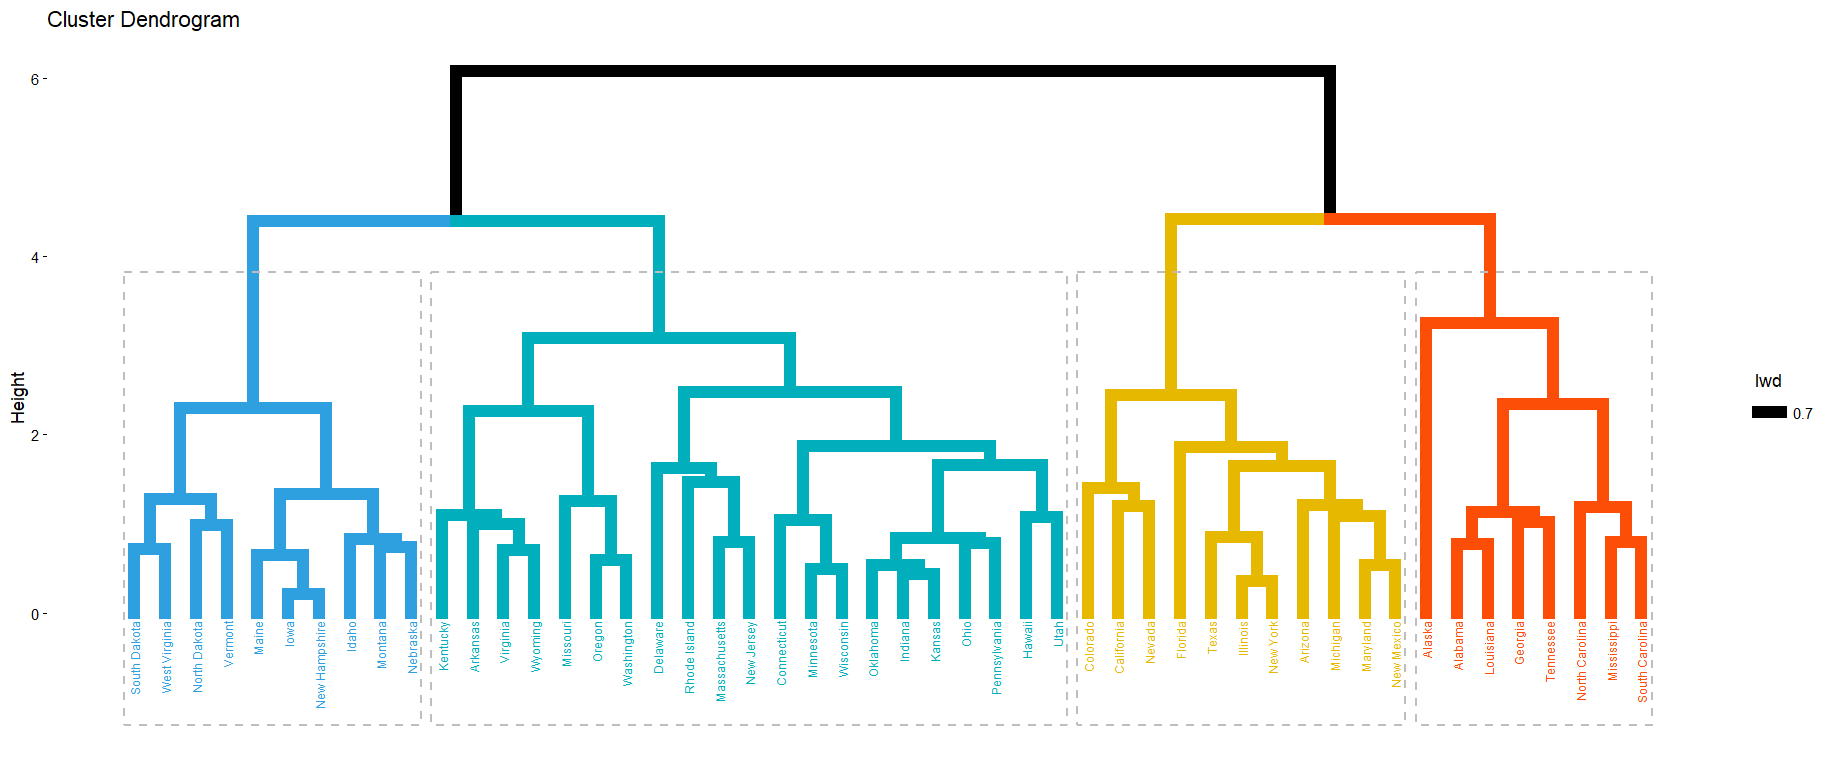 Cluster Dendrogram
6
4
2
0
Height
South Dakota
West Virginia
North Dakota
Vermont
Maine
Iowa
New Hampshire
Idaho
Montana
Nebraska
Kentucky
Arkansas
Virginia
Wyoming
Missouri
Oregon
Washington
Delaware
Rhode Island
Massachusetts
New Jersey
Connecticut
Minnesota
Wisconsin
Oklahoma
Indiana
Kansas
Ohio
Pennsylvania
Hawaii
Utah
Colorado
California
Nevada
Florida
Texas
Illinois
New York
Arizona
Michigan
Maryland
New Mexico
Alaska
Alabama
Louisiana
Georgia
Tennessee
North Carolina
Mississippi
South Carolina
lwd
0.7